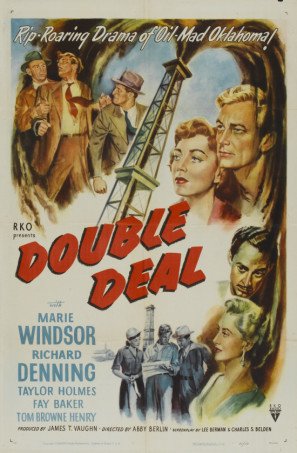 Rip-Roaring Drama of Oil-Mad Oklahoma!
RKO
presents
DOUBLE
DEAL
with
MARIE
WINDSOR
RICHARD
DENNING
TAYLOR HOLMES
FAY BAKER
TOM BROWNE HENRY
PRODUCED BY JAMES T. VAUGHN · DIRECTED BY ABBY BERLIN · SCREENPLAY BY LEE BERMAN & CHARLES S. BELDEN
RKO